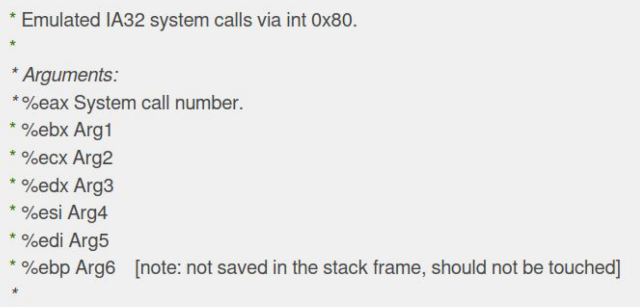 * Emulated IA32 system calls via int 0x80.
*
* Arguments:
* %eax System call number.
* %ebx Arg1
* %ecx Arg2
* %edx Arg3
* %esi Arg4
* %edi Arg5
* %ebp Arg6 [note: not saved in the stack frame, should not be touched]
*